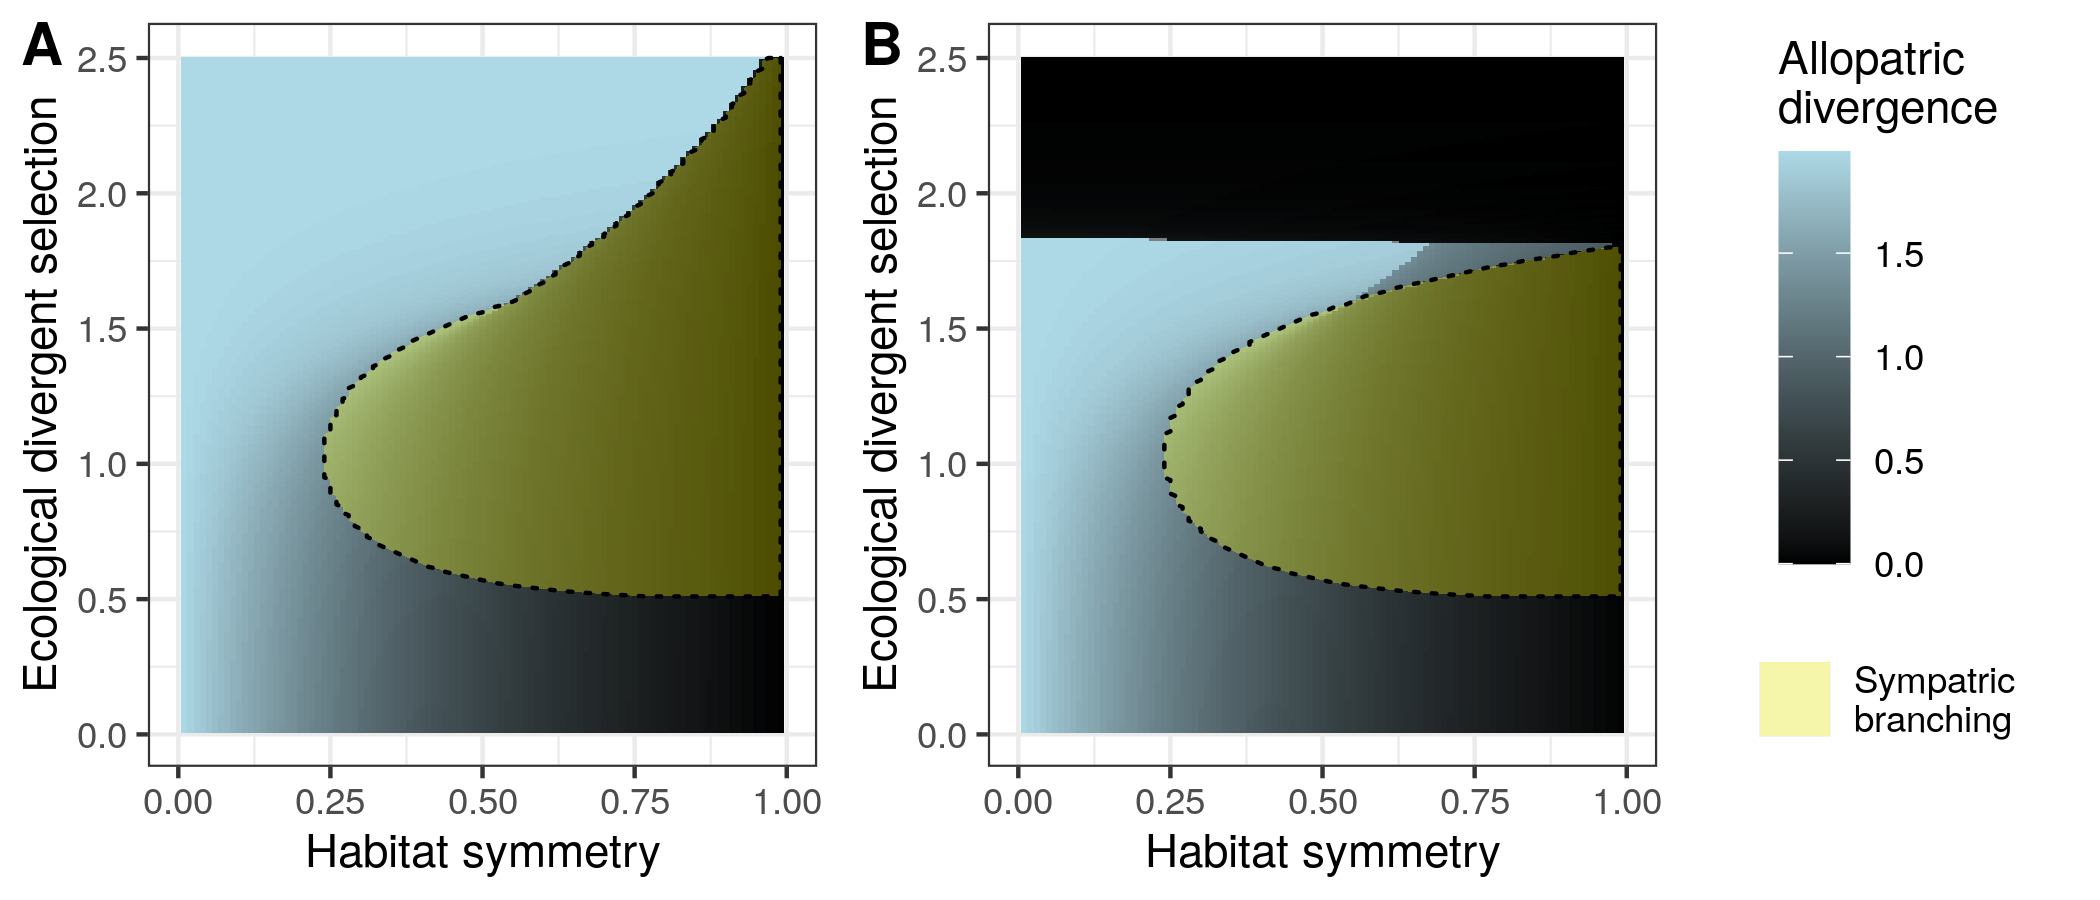 A
Ecological divergent selection
2.5
2.0
1.5
1.0
0.5
0.0
0.00 0.25 0.50 0.75 1.00
Habitat symmetry
B
Ecological divergent selection
2.5
2.0
1.5
1.0
0.5
0.0
0.00 0.25 0.50 0.75 1.00
Habitat symmetry
Allopatric
divergence
1.5
1.0
0.5
0.0
Sympatric
branching